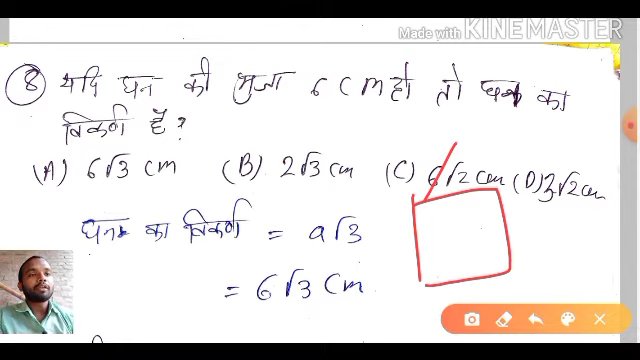 Made with KINEMASTER
(8) यदि घन की भुजा 6 cm हो तो घन का
विकर्ण है?
(A) 6√3 cm (B) 2√3 cm (C) 6√2 cm (D) 3√2 cm
घन का विकर्ण = a√3
= 6√3 cm